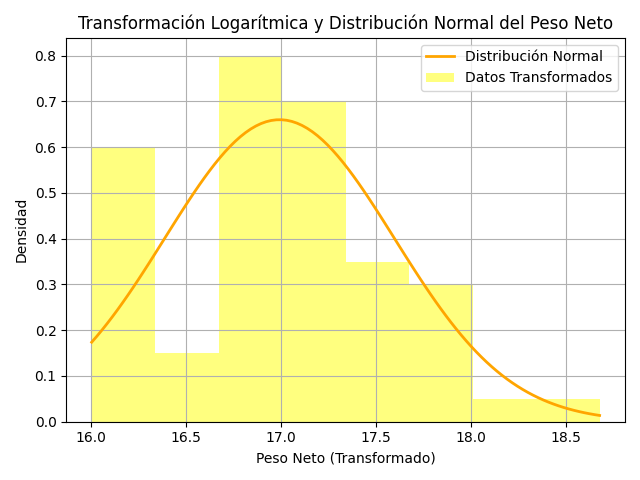 Transformación Logarítmica y Distribución Normal del Peso Neto
Distribución Normal
Datos Transformados
Densidad
0.8
0.7
0.6
0.5
0.4
0.3
0.2
0.1
0.0
16.0 16.5 17.0 17.5 18.0 18.5
Peso Neto (Transformado)